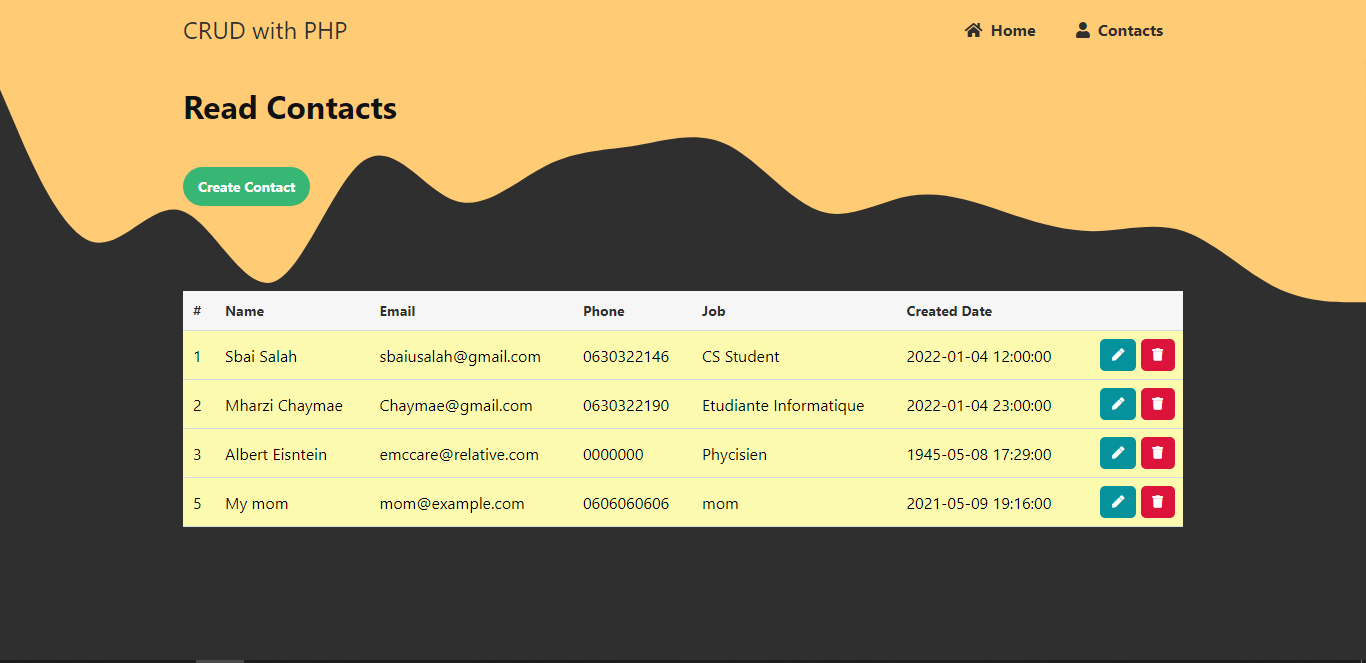 CRUD with PHP Home Contacts
Read Contacts
Create Contact
# Name Email Phone Job Created Date
1 Sbai Salah sbaiusalah@gmail.com 0630322146 CS Student 2022-01-04 12:00:00
2 Mharzi Chaymae Chaymae@gmail.com 0630322190 Etudiante Informatique 2022-01-04 23:00:00
3 Albert Eisntein emccare@relative.com 0000000 Phycisien 1945-05-08 17:29:00
5 My mom mom@example.com 0606060606 mom 2021-05-09 19:16:00